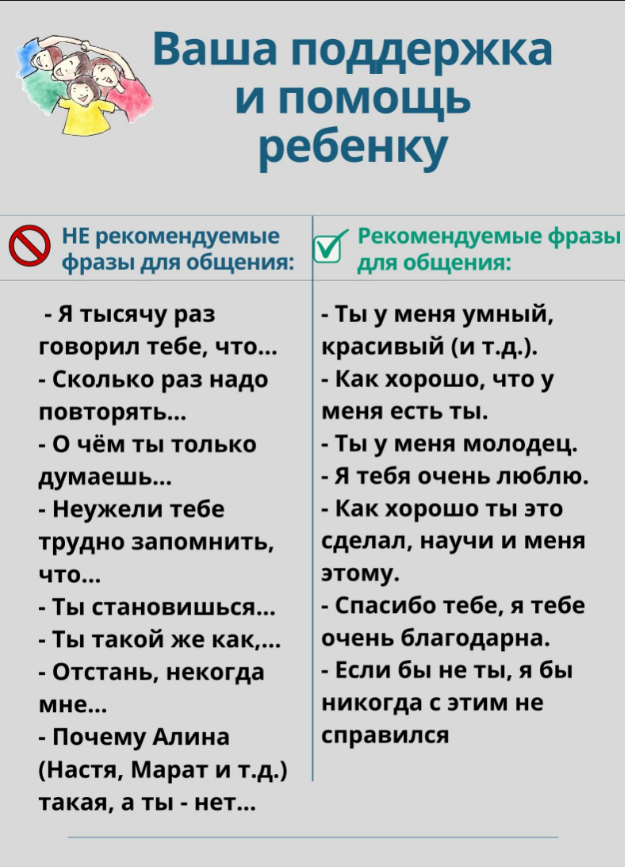 Ваша поддержка
и помощь
ребенку
НЕ рекомендуемые
фразы для общения:
- Я тысячу раз
говорил тебе, что...
- Сколько раз надо
повторять...
- О чём ты только
думаешь...
- Неужели тебе
трудно запомнить,
что...
- Ты становишься...
- Ты такой же как,...
- Отстань, некогда
мне...
- Почему Алина
(Настя, Марат и т.д.)
такая, а ты - нет...
Рекомендуемые фразы
для общения:
- Ты у меня умный,
красивый (и т.д.).
- Как хорошо, что у
меня есть ты.
- Ты у меня молодец.
- Я тебя очень люблю.
- Как хорошо ты это
сделал, научи и меня
этому.
- Спасибо тебе, я тебе
очень благодарна.
- Если бы не ты, я бы
никогда с этим не
справился